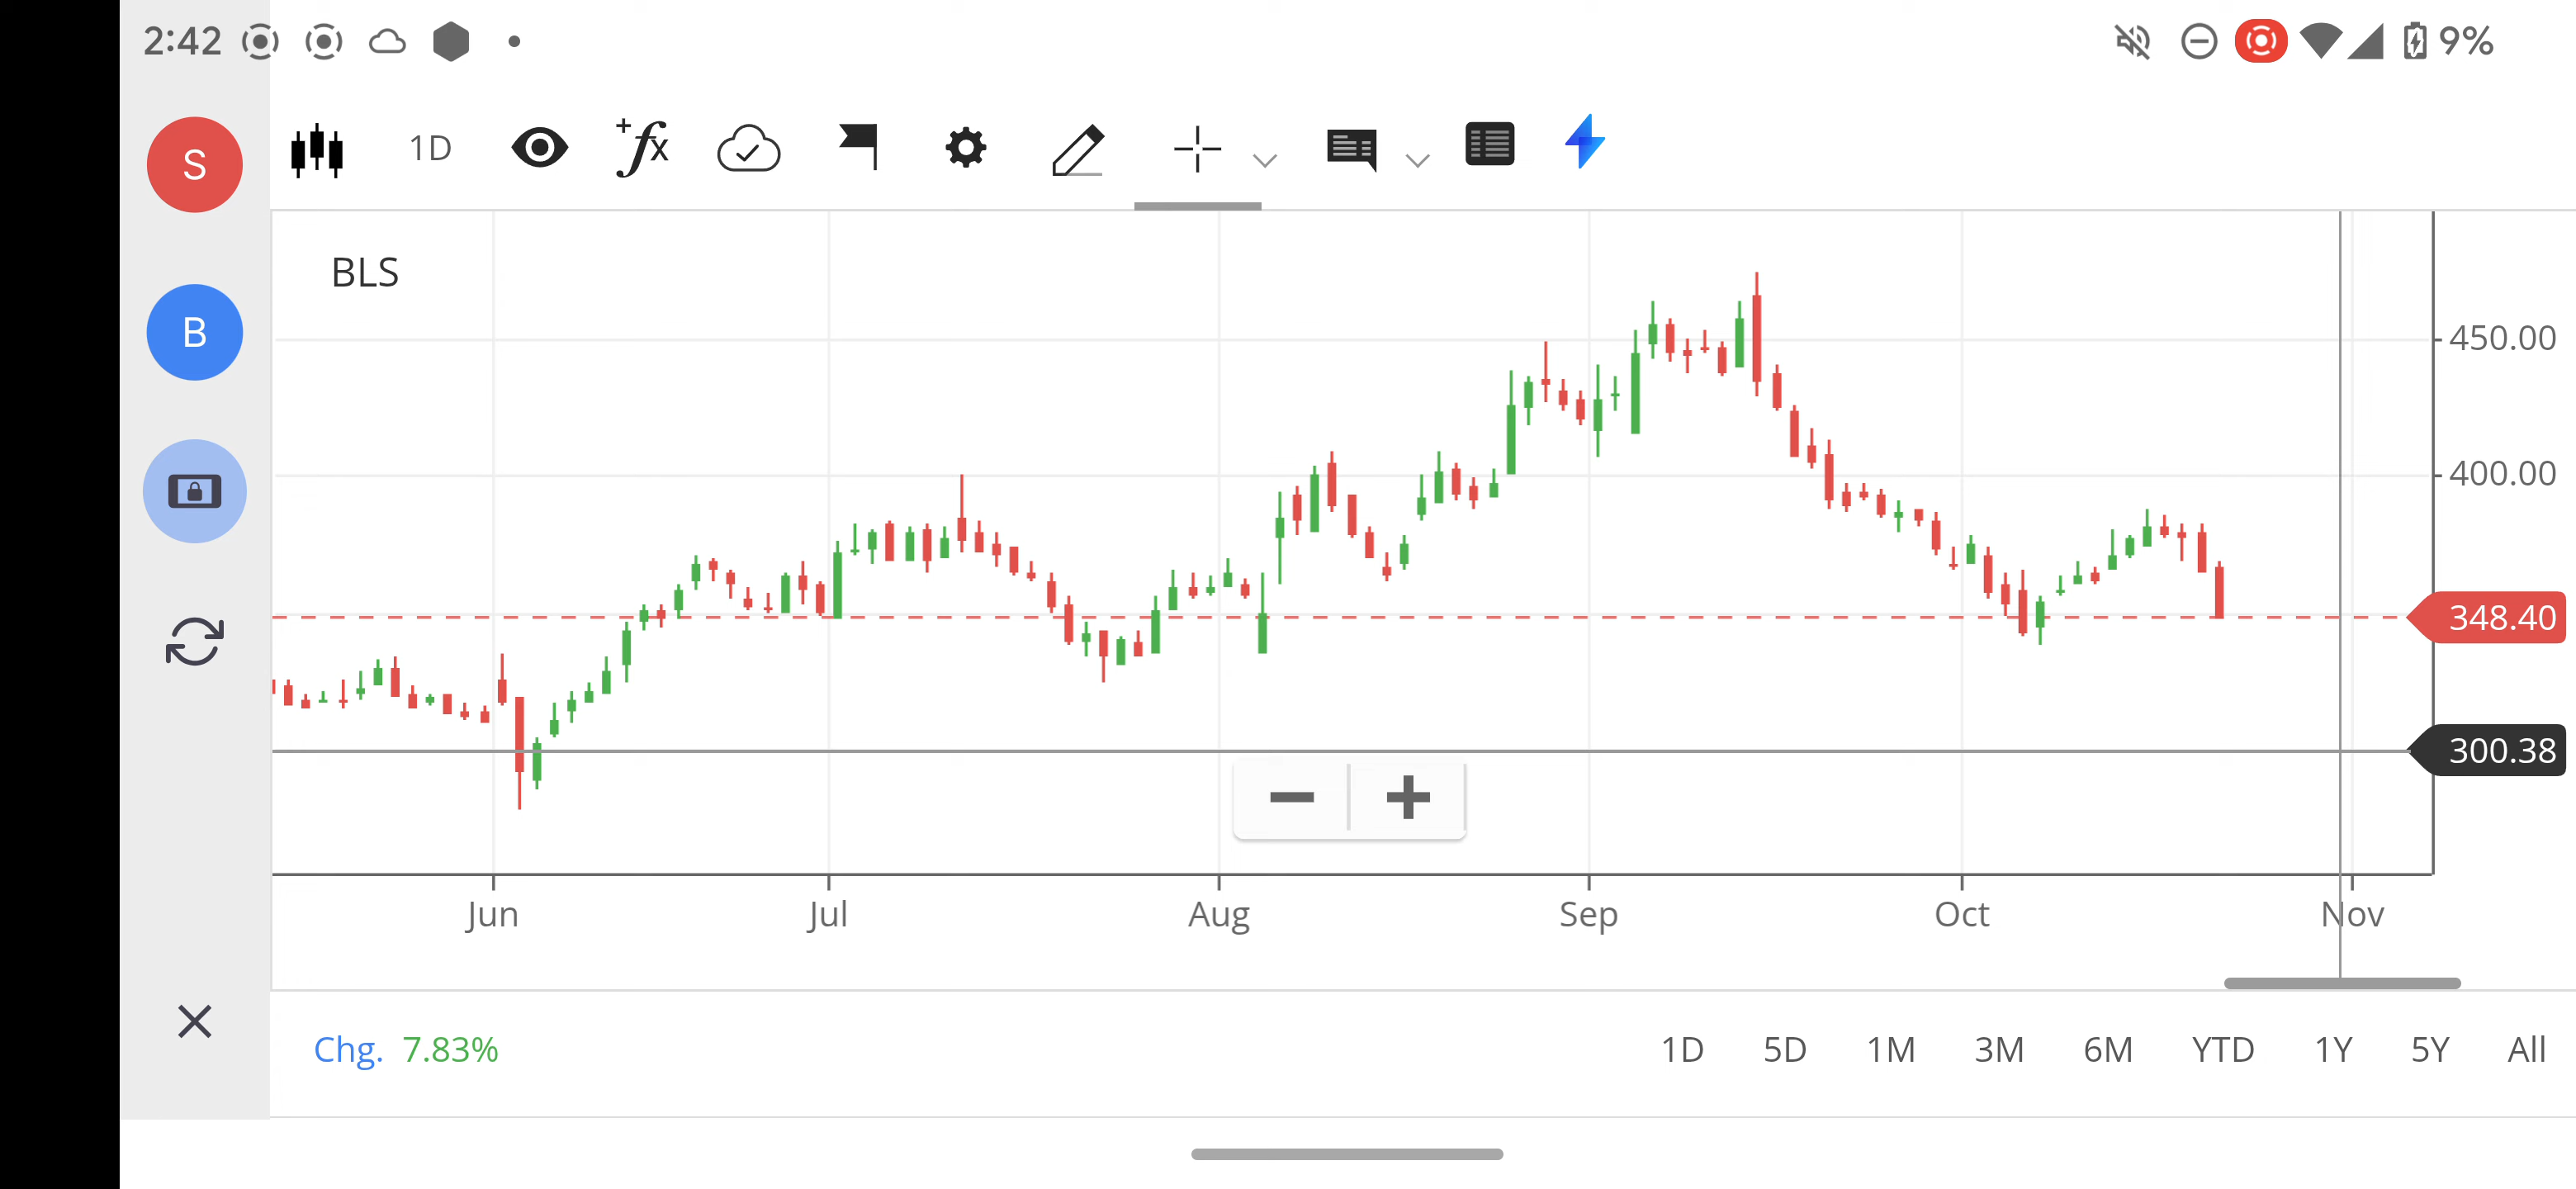 2:42
9%
S
1D
+fx
BLS
B
450.00
400.00
348.40
300.38
Jun Jul Aug Sep Oct Nov
Chg. 7.83% 1D 5D 1M 3M 6M YTD 1Y 5Y All